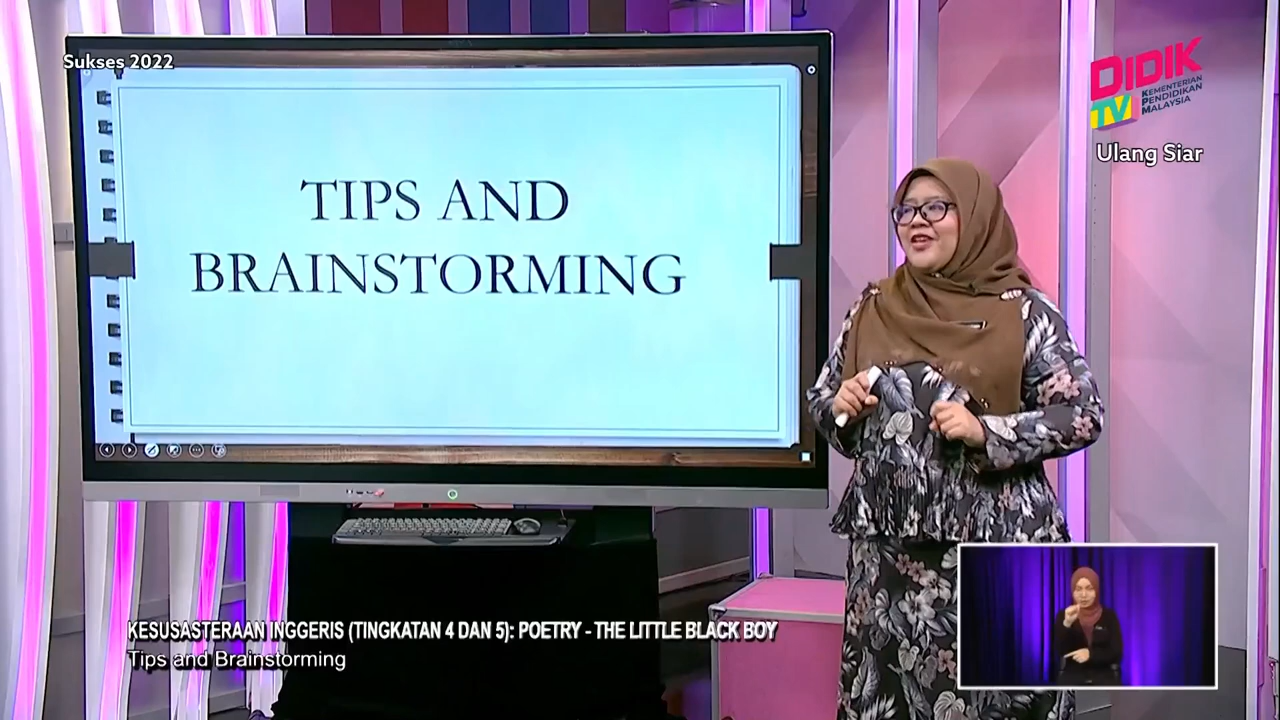 Sukses 2022
DIDIK
TV KEMENTERIAN
PENDIDIKAN
MALAYSIA
Ulang Siar
TIPS AND
BRAINSTORMING
KESUSASTERAAN INGGERIS (TINGKATAN 4 DAN 5): POETRY - THE LITTLE BLACK BOY
Tips and Brainstorming